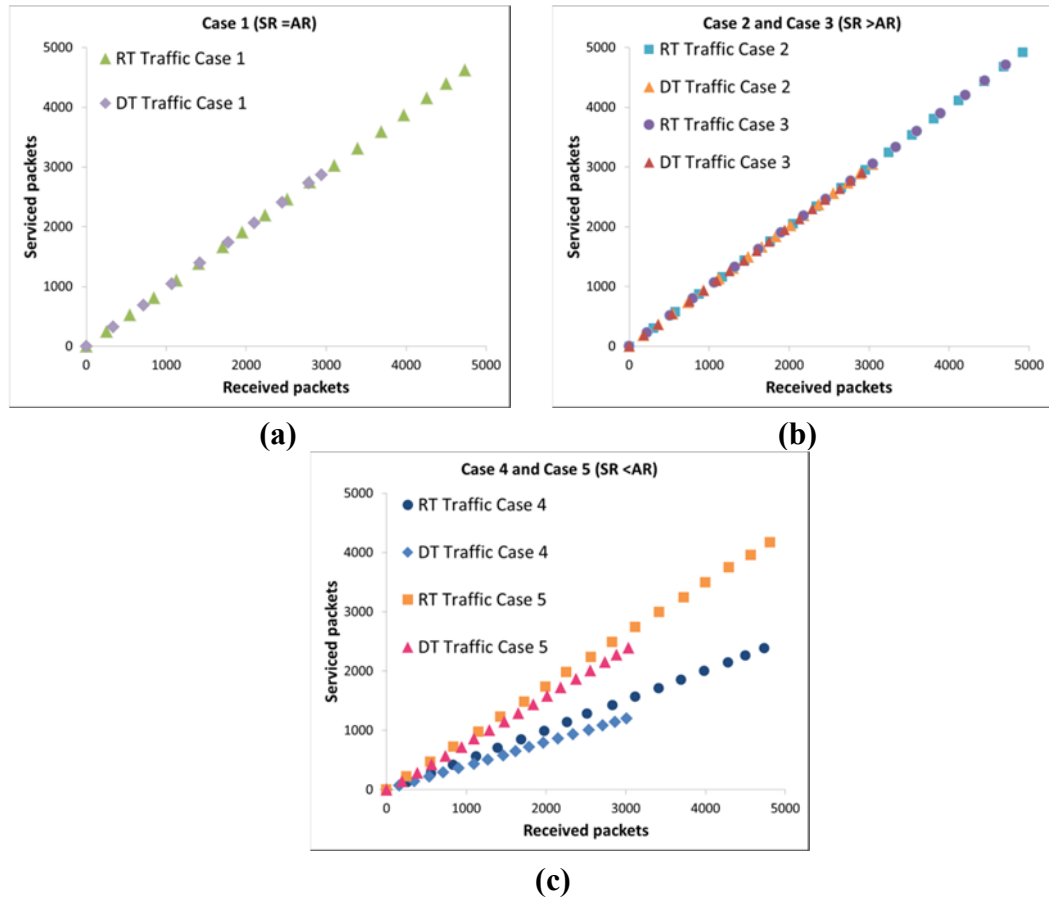 Case 1 (SR =AR)
5000
4000
3000
2000
1000
0
Serviced packets
RT Traffic Case 1
DT Traffic Case 1
0 1000 2000 3000 4000 5000
Received packets
(a)
Case 2 and Case 3 (SR >AR)
5000
4000
3000
2000
1000
0
Serviced packets
RT Traffic Case 2
DT Traffic Case 2
RT Traffic Case 3
DT Traffic Case 3
0 1000 2000 3000 4000 5000
Received packets
(b)
Case 4 and Case 5 (SR <AR)
5000
4000
3000
2000
1000
0
Serviced packets
RT Traffic Case 4
DT Traffic Case 4
RT Traffic Case 5
DT Traffic Case 5
0 1000 2000 3000 4000 5000
Received packets
(c)